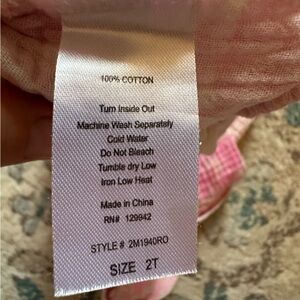 100% COTTON
Turn Inside Out
Machine Wash Separately
Cold Water
Do Not Bleach
Tumble dry Low
Iron Low Heat
Made in China
RN# 129942
STYLE # 2M1940RO
SIZE 2T